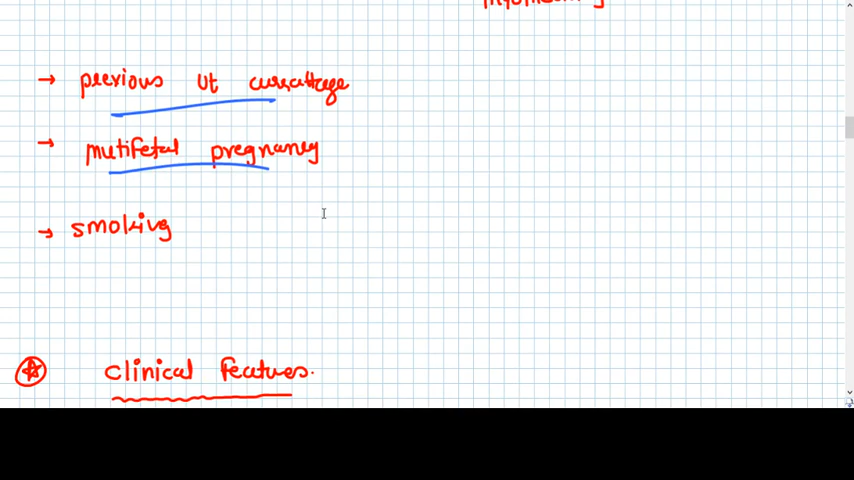 → previous Ut curettage
→ mutifetal pregnancy
→ smoking
clinical features.